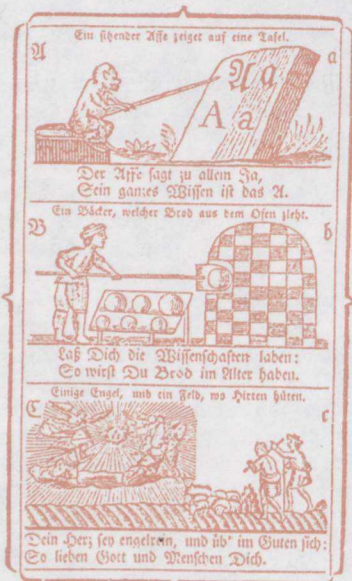 Ein sitzender Affe zeiget auf eine Tafel.
A a
A a
A a
Der Affe sagt zu allem Ja,
Sein ganzes Wissen ist das A.
Ein Bäcker, welcher Brod aus dem Ofen zieht.
B b
Laß Dich die Wissenschaften laben:
So wirst Du Brod im Alter haben.
Einige Engel, und ein Feld, wo Hirten hüten.
C c
Dein Herz sey engelrein, und üb' im Guten sich:
So lieben Gott und Menschen Dich.